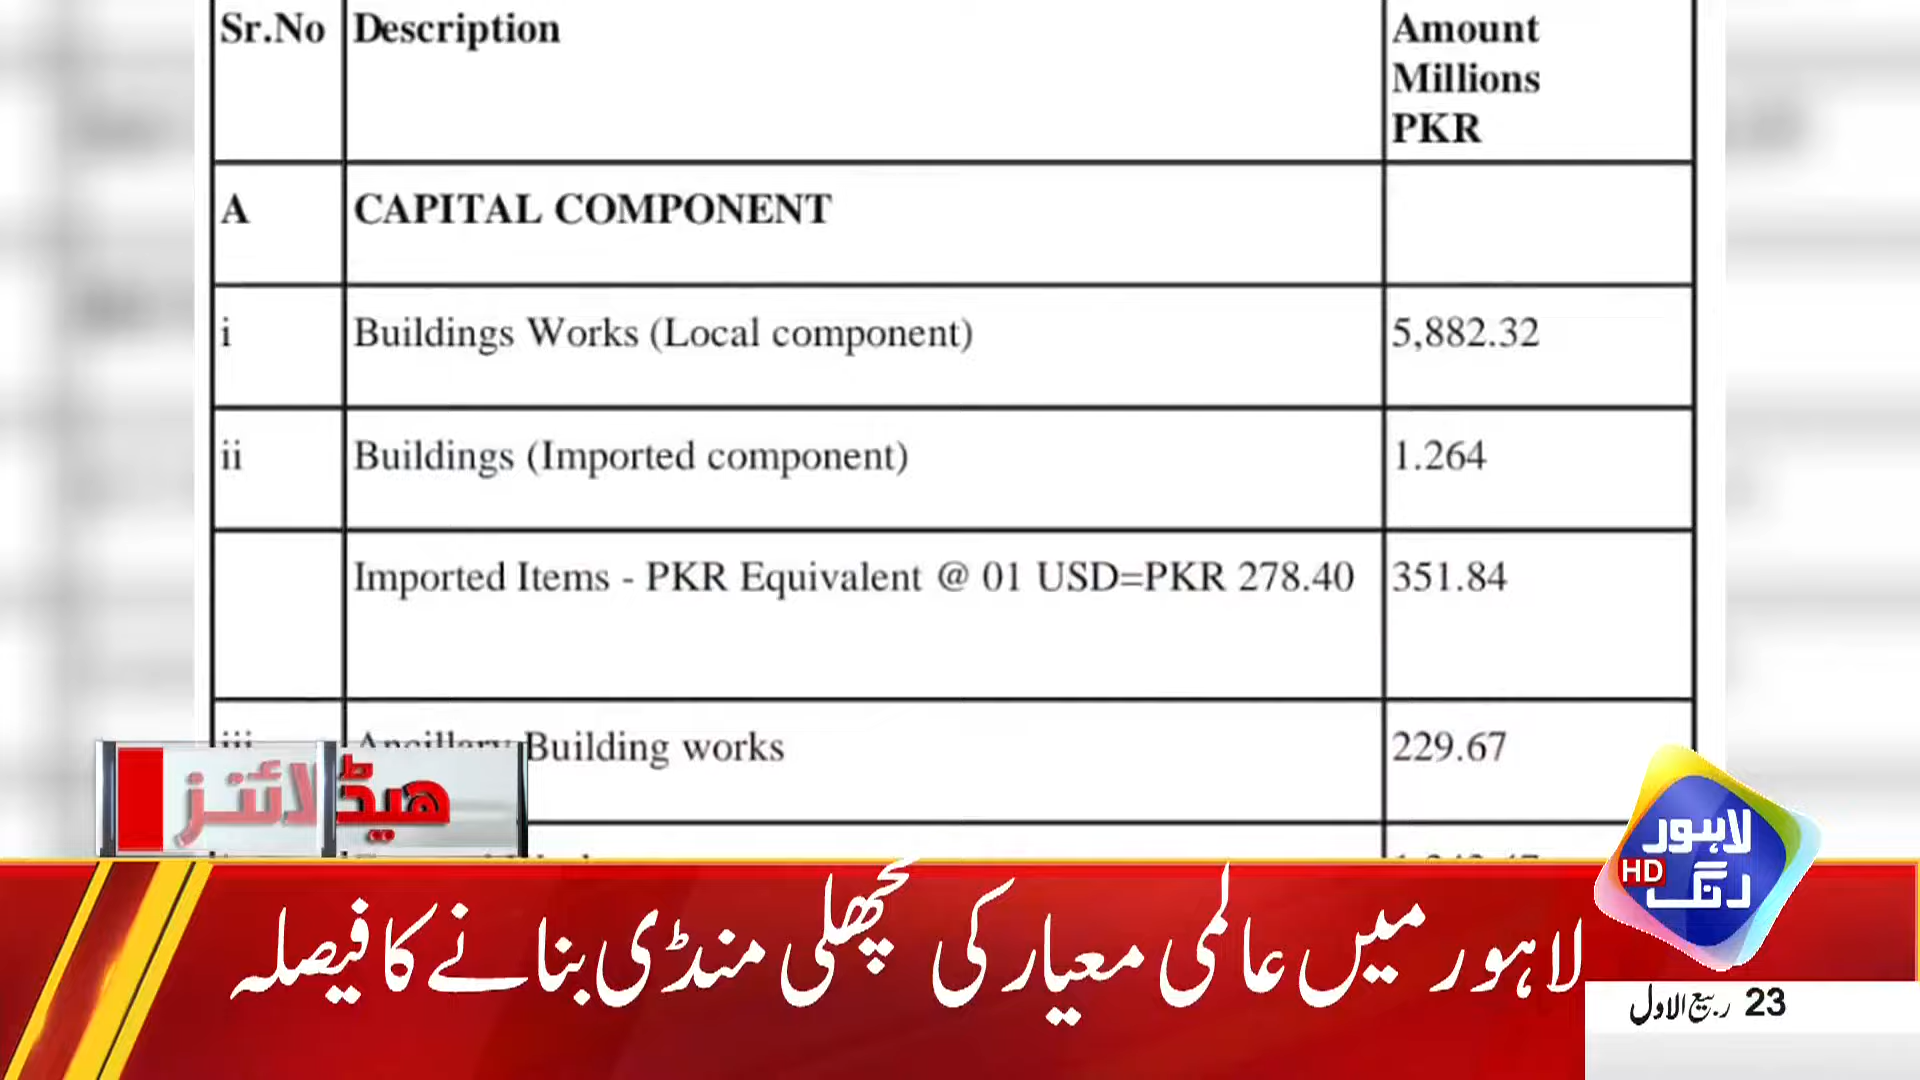 Sr.No Description Amount
Millions
PKR
A CAPITAL COMPONENT
i Buildings Works (Local component) 5,882.32
ii Buildings (Imported component) 1.264
Imported Items - PKR Equivalent @ 01 USD=PKR 278.40 351.84
iii Ancillary Building works 229.67
ہیڈلائنز
لاہور رنگ
HD
لاہور میں عالمی معیار کی مچھلی منڈی بنانے کا فیصلہ
23 ربیع الاول